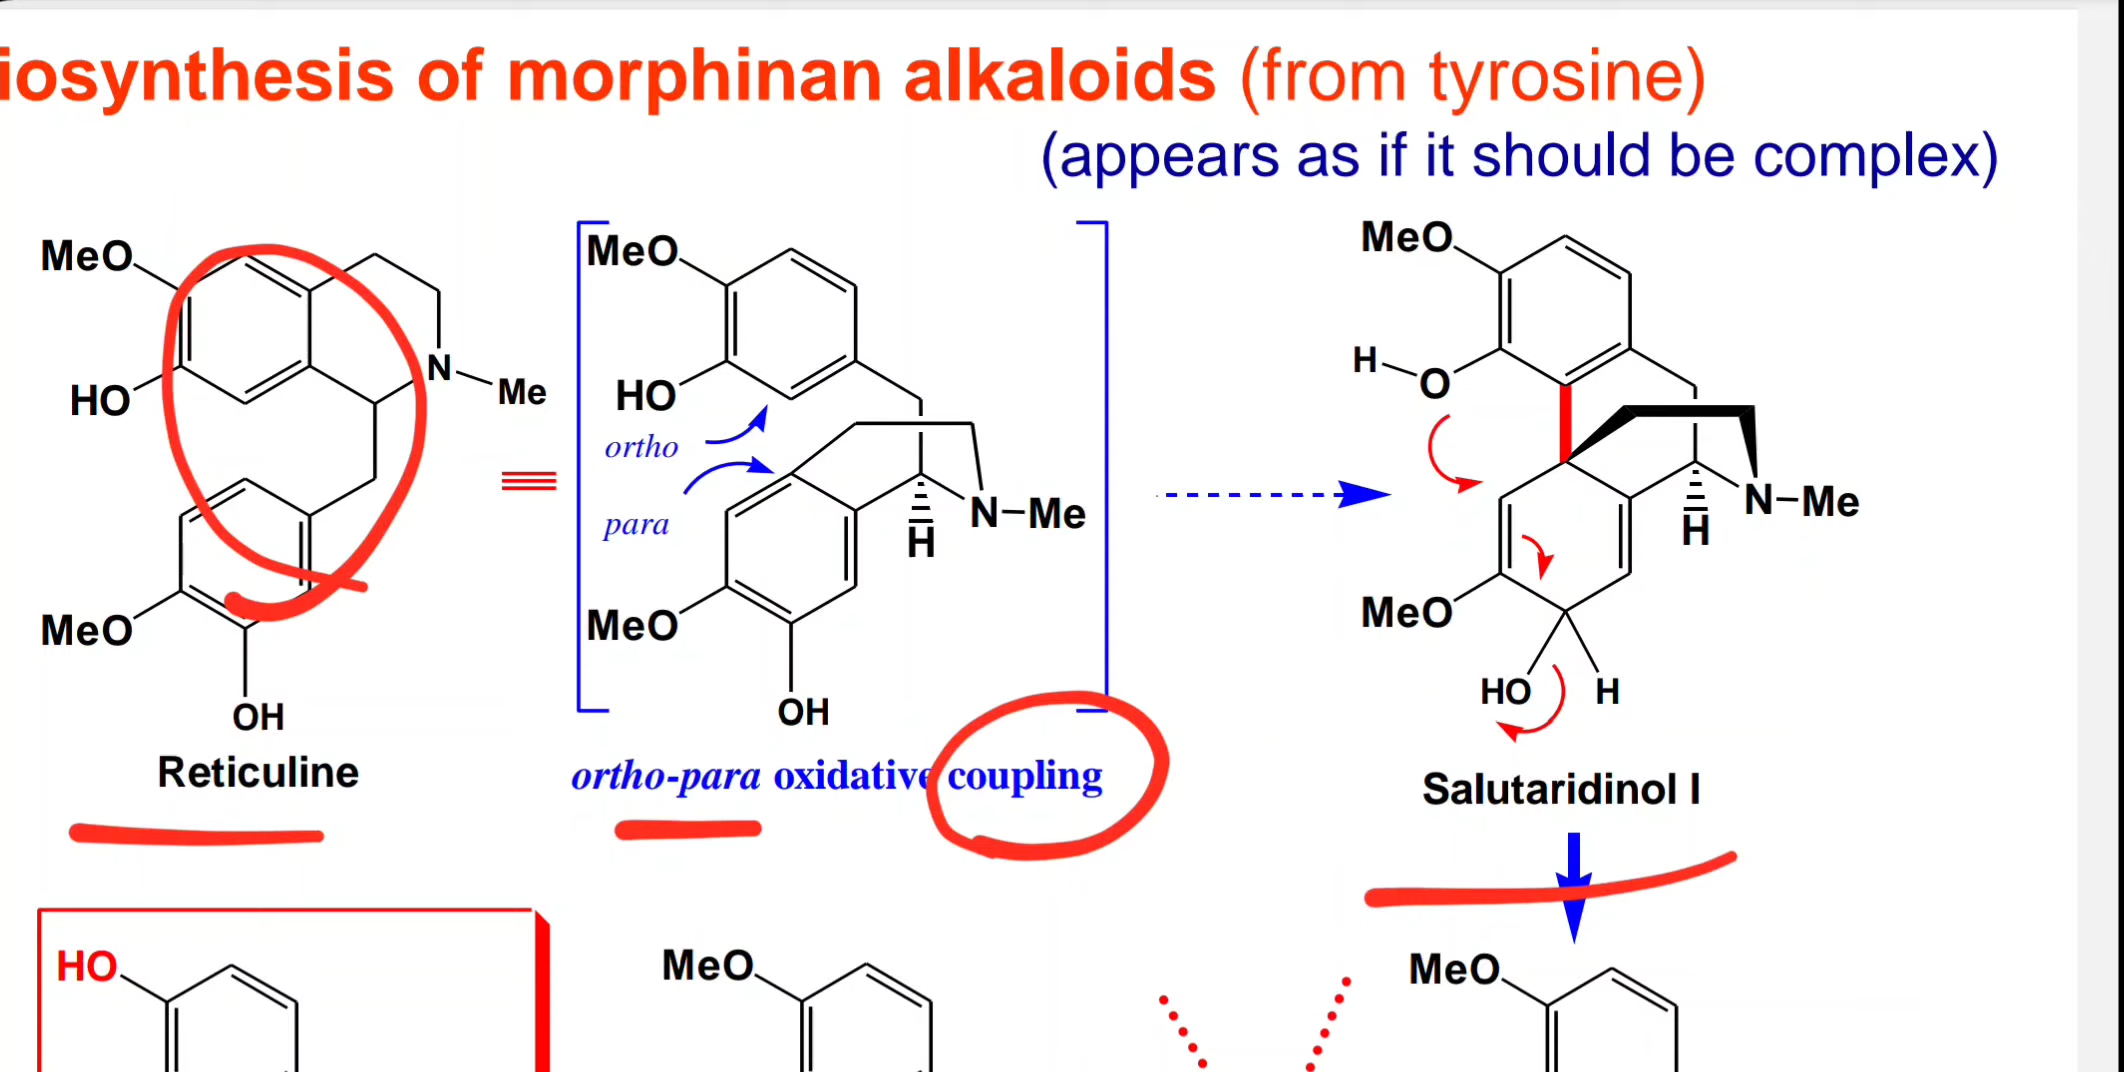 iosynthesis of morphinan alkaloids (from tyrosine)
(appears as if it should be complex)
MeO
HO
N
Me
MeO
OH
Reticuline
MeO
HO
ortho
para
N-Me
H
MeO
OH
ortho-para oxidative coupling
MeO
H
O
N-Me
H
MeO
HO
H
Salutaridinol I
HO
MeO
MeO